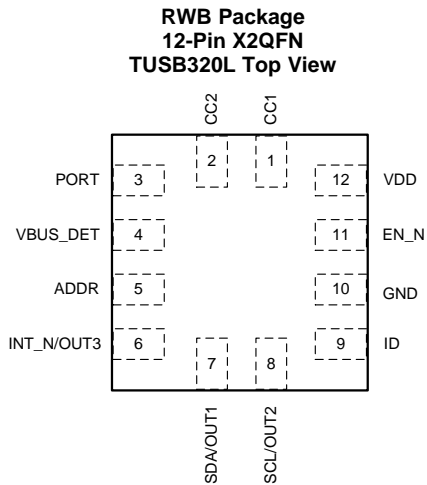 RWB Package
12-Pin X2QFN
TUSB320L Top View
CC2
CC1
2
1
PORT
3
12
VDD
VBUS_DET
4
11
EN_N
ADDR
5
10
GND
INT_N/OUT3
6
9
ID
7
8
SDA/OUT1
SCL/OUT2